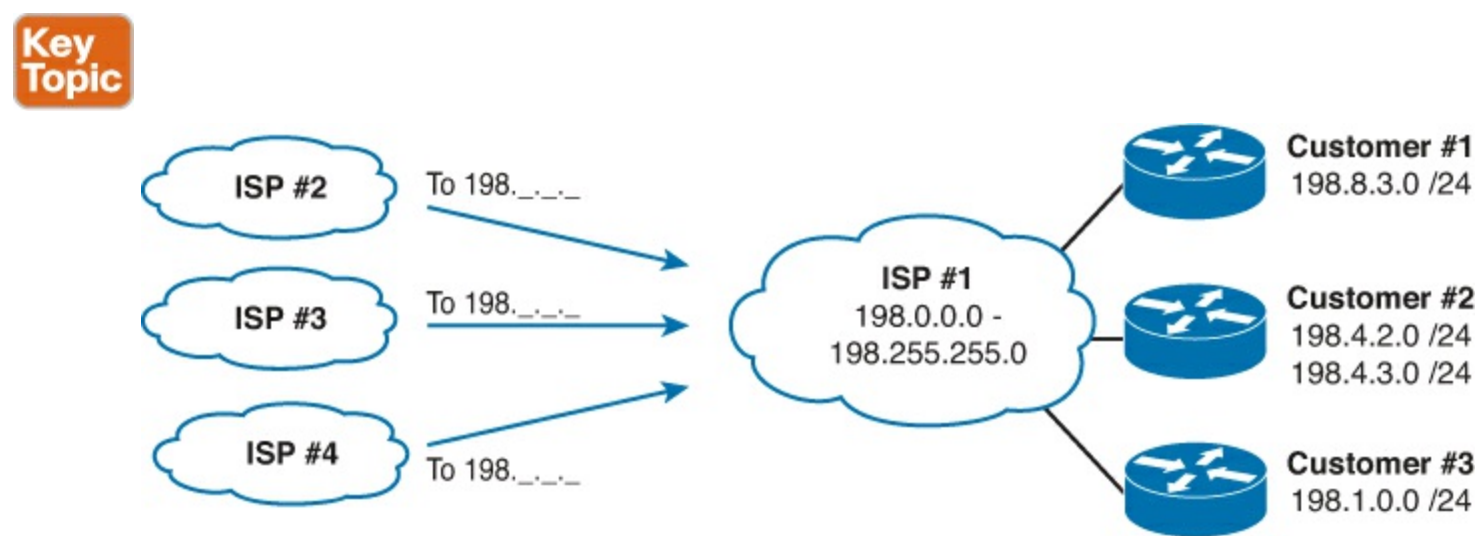 Key
Topic
ISP #2
To 198._._._
ISP #3
To 198._._._
ISP #4
To 198._._._
ISP #1
198.0.0.0 -
198.255.255.0
Customer #1
198.8.3.0 /24
Customer #2
198.4.2.0 /24
198.4.3.0 /24
Customer #3
198.1.0.0 /24